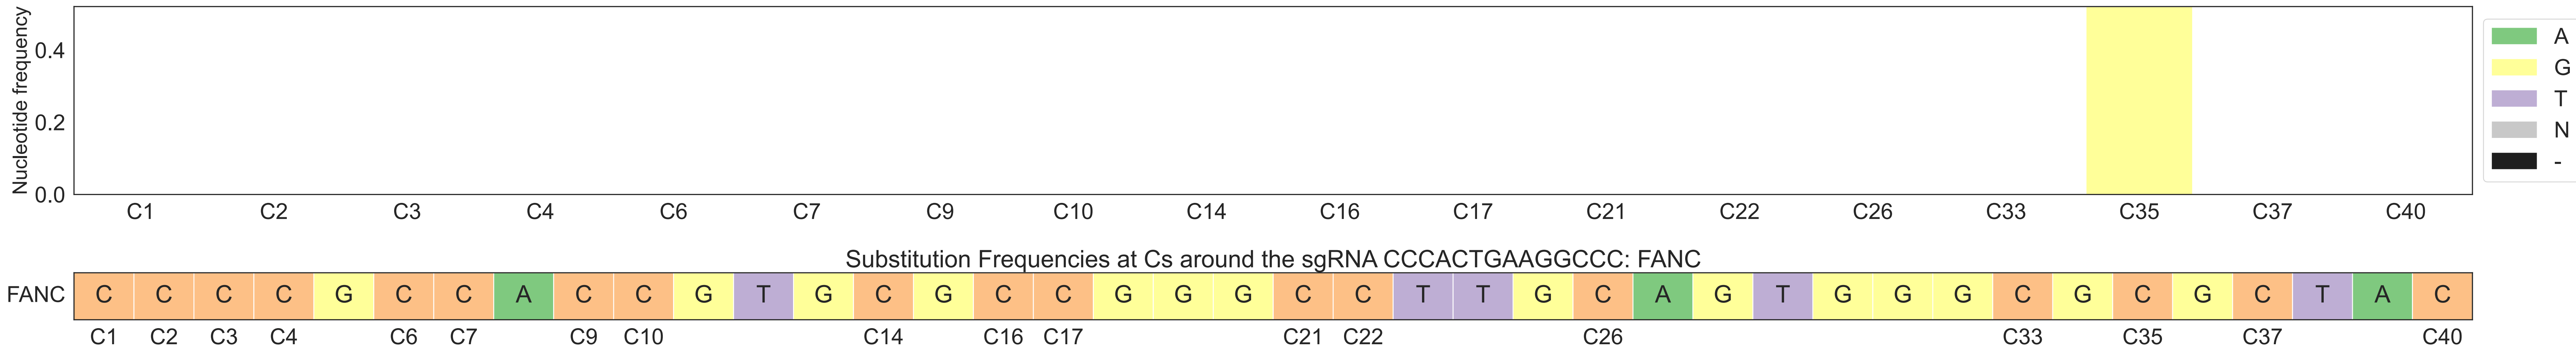 Nucleotide frequency
0.4
0.2
0.0
C1 C2 C3 C4 C6 C7 C9 C10 C14 C16 C17 C21 C22 C26 C33 C35 C37 C40
A
G
T
N
-
Substitution Frequencies at Cs around the sgRNA CCCACTGAAGGCCC: FANC
FANC C C C C G C C A C C G T G C G C C G G G C C T T G C A G T G G G C G C G C T A C
C1 C2 C3 C4 C6 C7 C9 C10 C14 C16 C17 C21 C22 C26 C33 C35 C37 C40